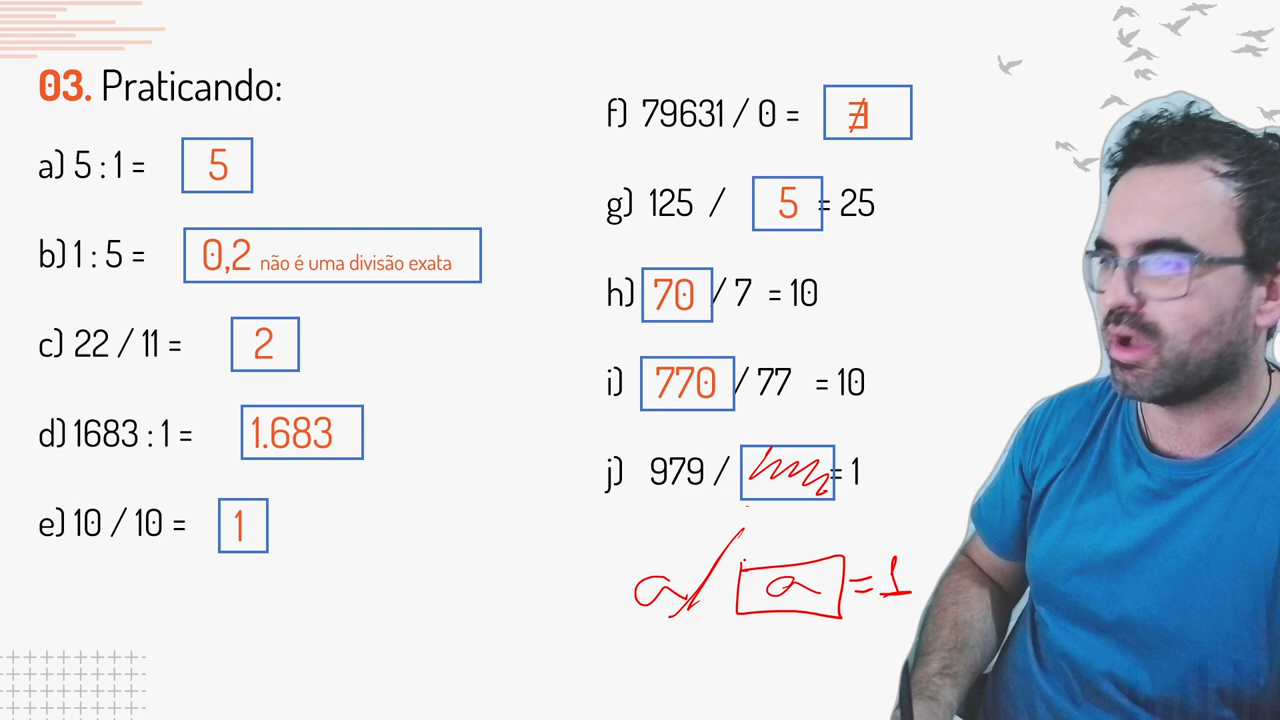 03. Praticando:
a) 5 : 1 = 5
b) 1 : 5 = 0,2 não é uma divisão exata
c) 22 / 11 = 2
d) 1683 : 1 = 1.683
e) 10 / 10 = 1
f) 79631 / 0 = ∄
g) 125 / 5 = 25
h) 70 / 7 = 10
i) 770 / 77 = 10
j) 979 / = 1
a / a = 1